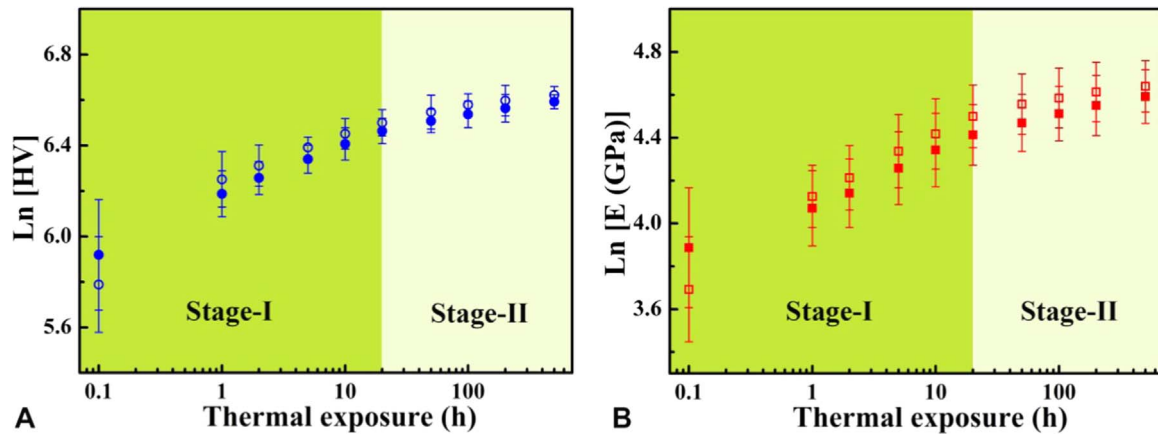 6.8
6.4
6.0
5.6
Ln [HV]
Stage-I
Stage-II
0.1
1
10
100
Thermal exposure (h)
A
4.8
4.4
4.0
3.6
Ln [E (GPa)]
Stage-I
Stage-II
0.1
1
10
100
Thermal exposure (h)
B